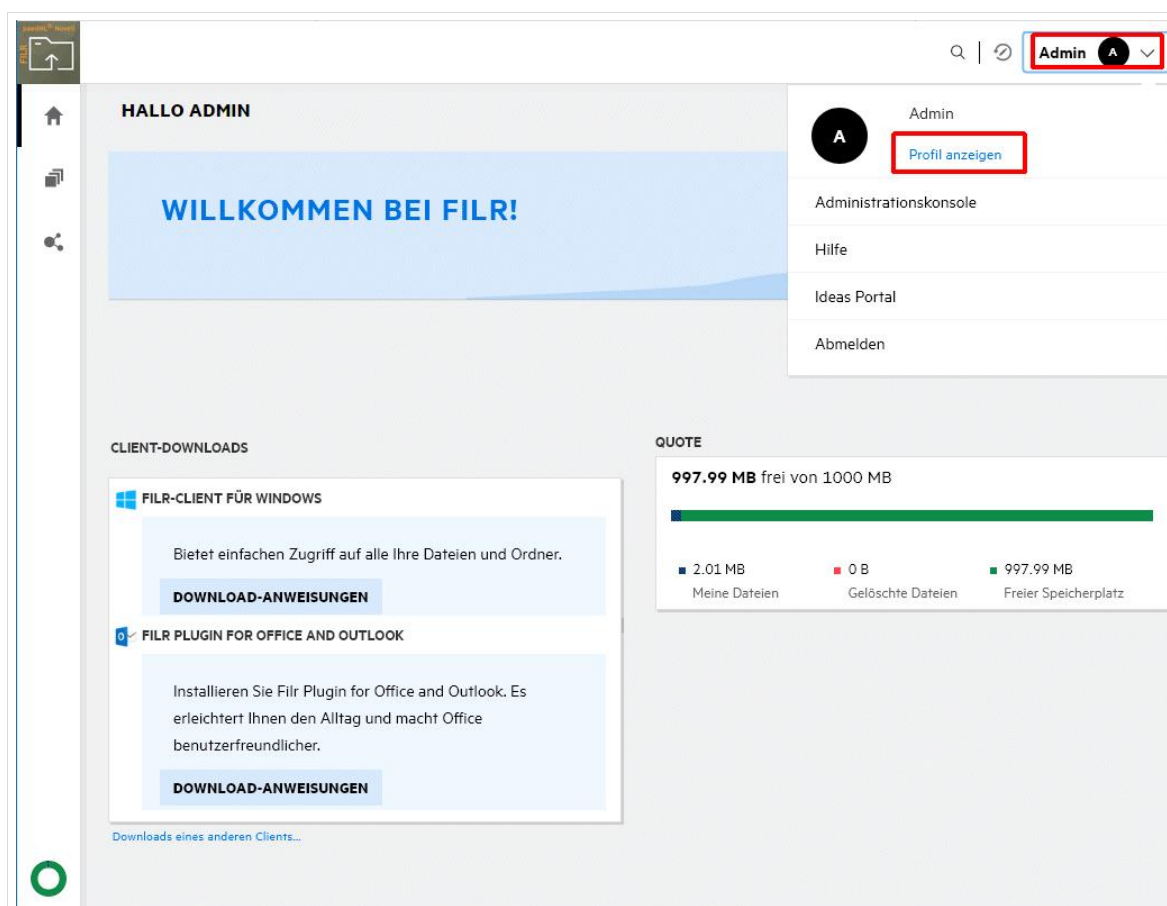 FILR
Admin A
HALLO ADMIN
A
Admin
Profil anzeigen
WILLKOMMEN BEI FILR!
Administrationskonsole
Hilfe
Ideas Portal
Abmelden
CLIENT-DOWNLOADS
FILR-CLIENT FÜR WINDOWS
Bietet einfachen Zugriff auf alle Ihre Dateien und Ordner.
DOWNLOAD-ANWEISUNGEN
FILR PLUGIN FOR OFFICE AND OUTLOOK
Installieren Sie Filr Plugin for Office and Outlook. Es
erleichtert Ihnen den Alltag und macht Office
benutzerfreundlicher.
DOWNLOAD-ANWEISUNGEN
Downloads eines anderen Clients...
QUOTE
997.99 MB frei von 1000 MB
2.01 MB
Meine Dateien
0 B
Gelöschte Dateien
997.99 MB
Freier Speicherplatz